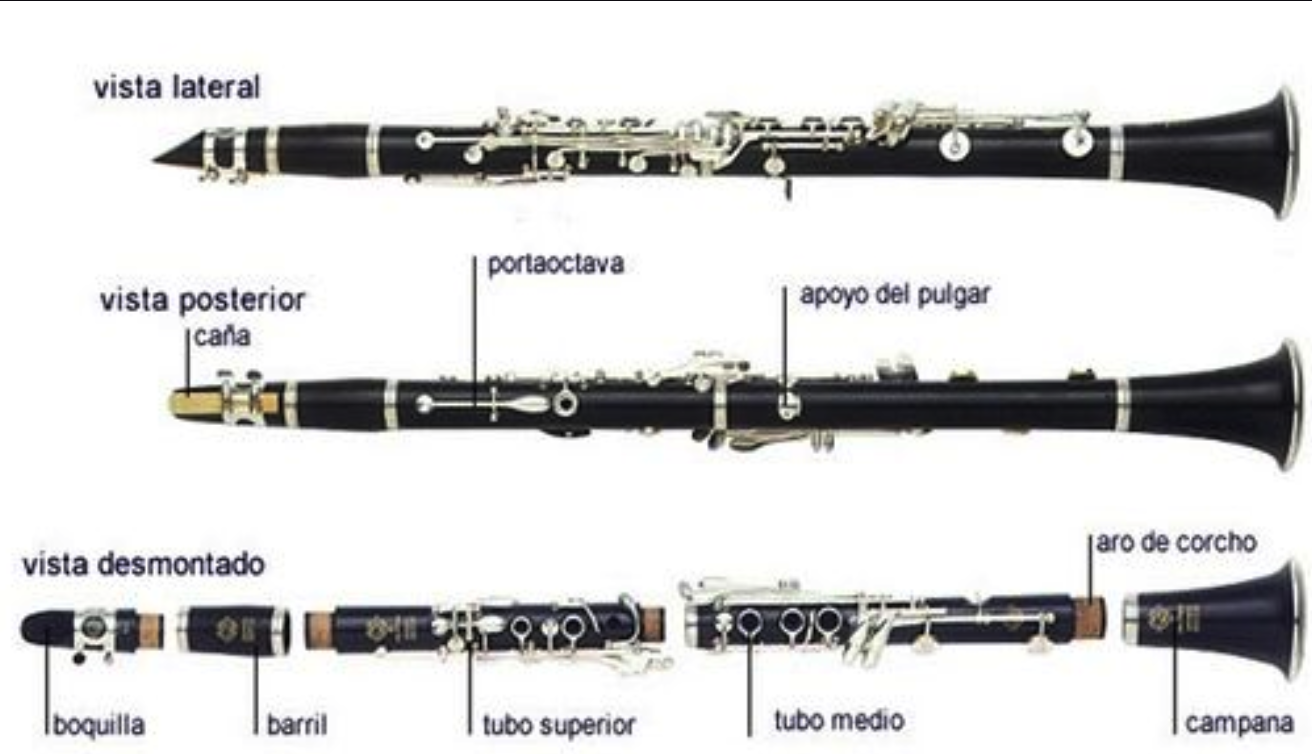 vista lateral
portaoctava
apoyo del pulgar
vista posterior
caña
aro de corcho
vista desmontado
boquilla
barril
tubo superior
tubo medio
campana